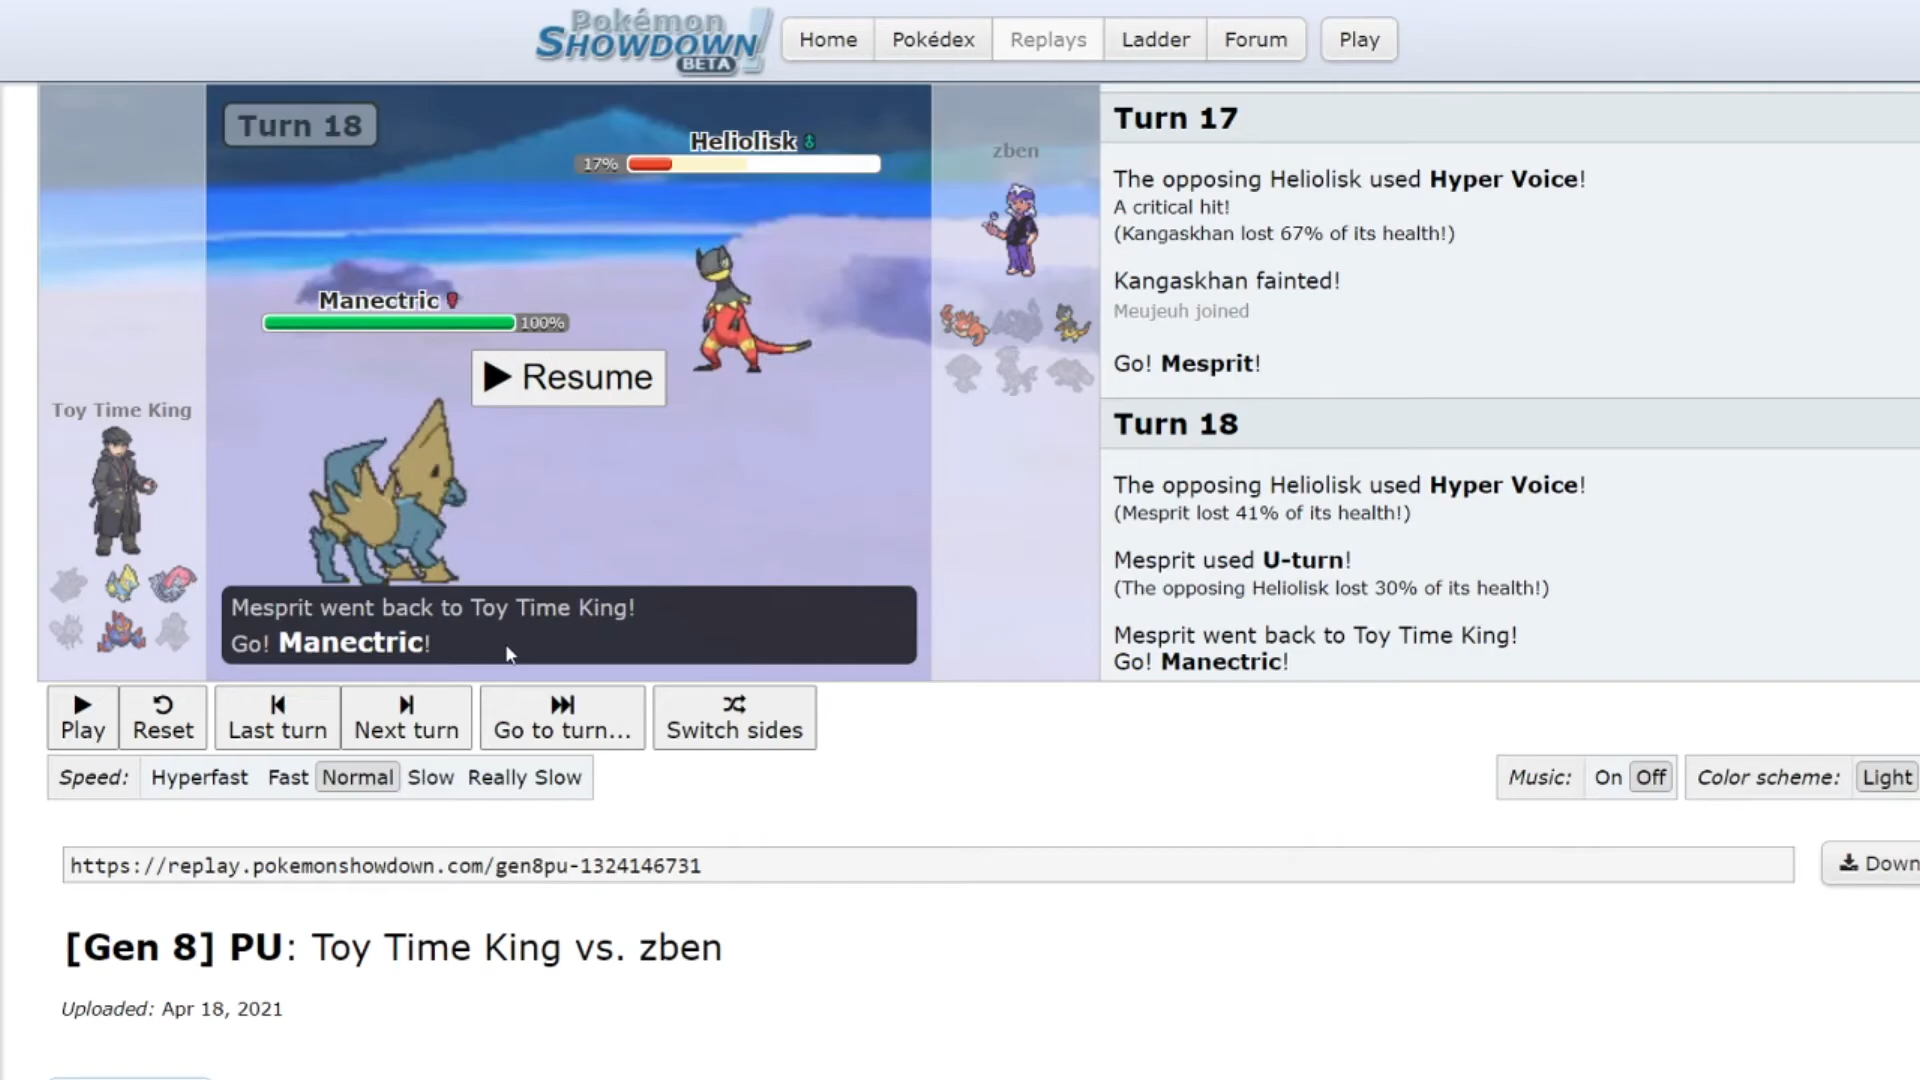 Pokémon
SHOWDOWN!
BETA
Home
Pokédex
Replays
Ladder
Forum
Play
Turn 18
Heliolisk
17%
Manectric
100%
Resume
Toy Time King
zben
Mesprit went back to Toy Time King!
Go! Manectric!
Turn 17
The opposing Heliolisk used Hyper Voice!
A critical hit!
(Kangaskhan lost 67% of its health!)
Kangaskhan fainted!
Meujeuh joined
Go! Mesprit!
Turn 18
The opposing Heliolisk used Hyper Voice!
(Mesprit lost 41% of its health!)
Mesprit used U-turn!
(The opposing Heliolisk lost 30% of its health!)
Mesprit went back to Toy Time King!
Go! Manectric!
Play
Reset
Last turn
Next turn
Go to turn...
Switch sides
Speed: Hyperfast Fast Normal Slow Really Slow
Music: On Off
Color scheme: Light
https://replay.pokemonshowdown.com/gen8pu-1324146731
Down
[Gen 8] PU: Toy Time King vs. zben
Uploaded: Apr 18, 2021